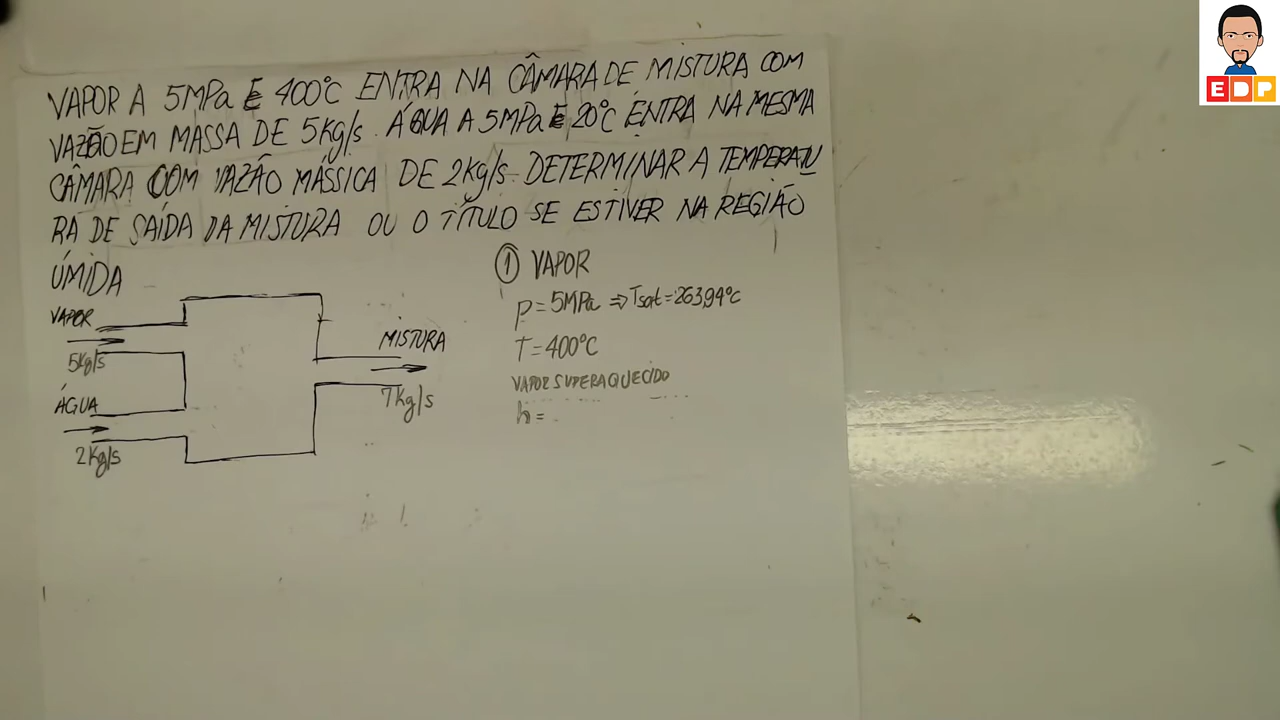 VAPOR A 5MPa E 400°C ENTRA NA CÂMARA DE MISTURA COM
VAZÃO EM MASSA DE 5Kg/s. ÁGUA A 5MPa E 20°C ENTRA NA MESMA
CÂMARA COM VAZÃO MÁSSICA DE 2Kg/s. DETERMINAR A TEMPERATU
RA DE SAÍDA DA MISTURA OU O TÍTULO SE ESTIVER NA REGIÃO
ÚMIDA
VAPOR
5Kg/s
ÁGUA
2Kg/s
MISTURA
7Kg/s
① VAPOR
P=5MPa ⇒ Tsat=263,94°C
T=400°C
VAPOR SUPERAQUECIDO
h=
EDP